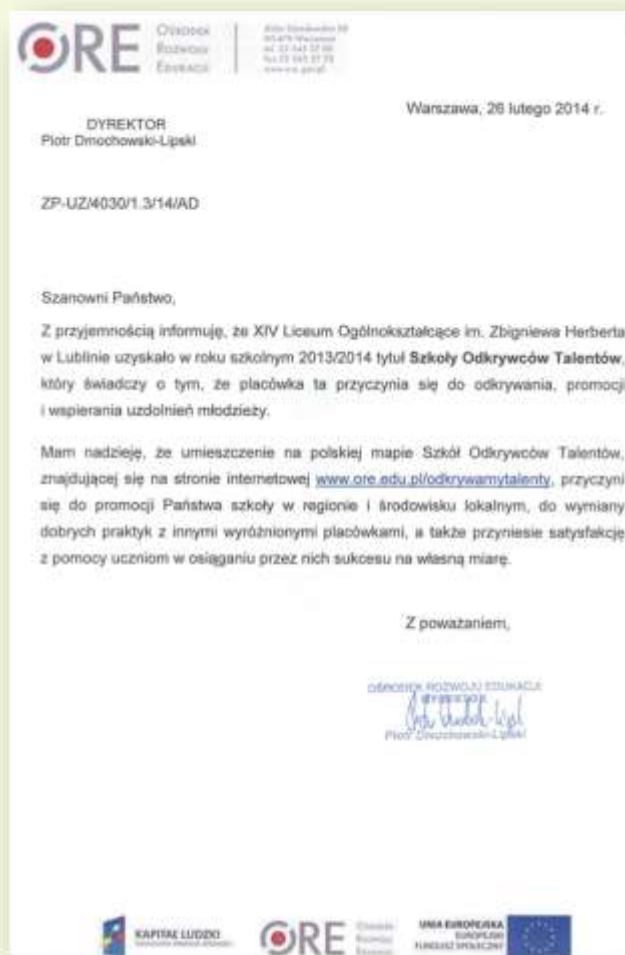 ORE
Ośrodek
Rozwoju
Edukacji
Warszawa, 26 lutego 2014 r.
DYREKTOR
Piotr Dmochowski-Lipski
ZP-UZ/4030/1.3/14/AD
Szanowni Państwo,
Z przyjemnością informuję, że XIV Liceum Ogólnokształcące im. Zbigniewa Herberta
w Lublinie uzyskało w roku szkolnym 2013/2014 tytuł Szkoły Odkrywców Talentów,
który świadczy o tym, że placówka ta przyczynia się do odkrywania, promocji
i wspierania uzdolnień młodzieży.
Mam nadzieję, że umieszczenie na polskiej mapie Szkół Odkrywców Talentów,
znajdującej się na stronie internetowej www.ore.edu.pl/odkrywamytalenty, przyczyni
się do promocji Państwa szkoły w regionie i środowisku lokalnym, do wymiany
dobrych praktyk z innymi wyróżnionymi placówkami, a także przyniesie satysfakcję
z pomocy uczniom w osiąganiu przez nich sukcesu na własną miarę.
Z poważaniem,
OŚRODEK ROZWOJU EDUKACJI
Piotr Dmochowski-Lipski
KAPITAŁ LUDZKI
ORE
Ośrodek
Rozwoju
Edukacji
UNIA EUROPEJSKA
EUROPEJSKI
FUNDUSZ SPOŁECZNY